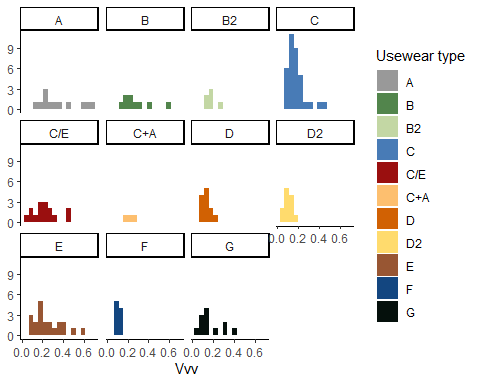 A B B2 C
Usewear type
9
6
3
0
A
B
B2
C
C/E
C+A
D
D2
E
F
G
C/E C+A D D2
9
6
3
0
0.0 0.2 0.4 0.6
E F G
9
6
3
0
0.0 0.2 0.4 0.6 0.0 0.2 0.4 0.6 0.0 0.2 0.4 0.6
Vvv